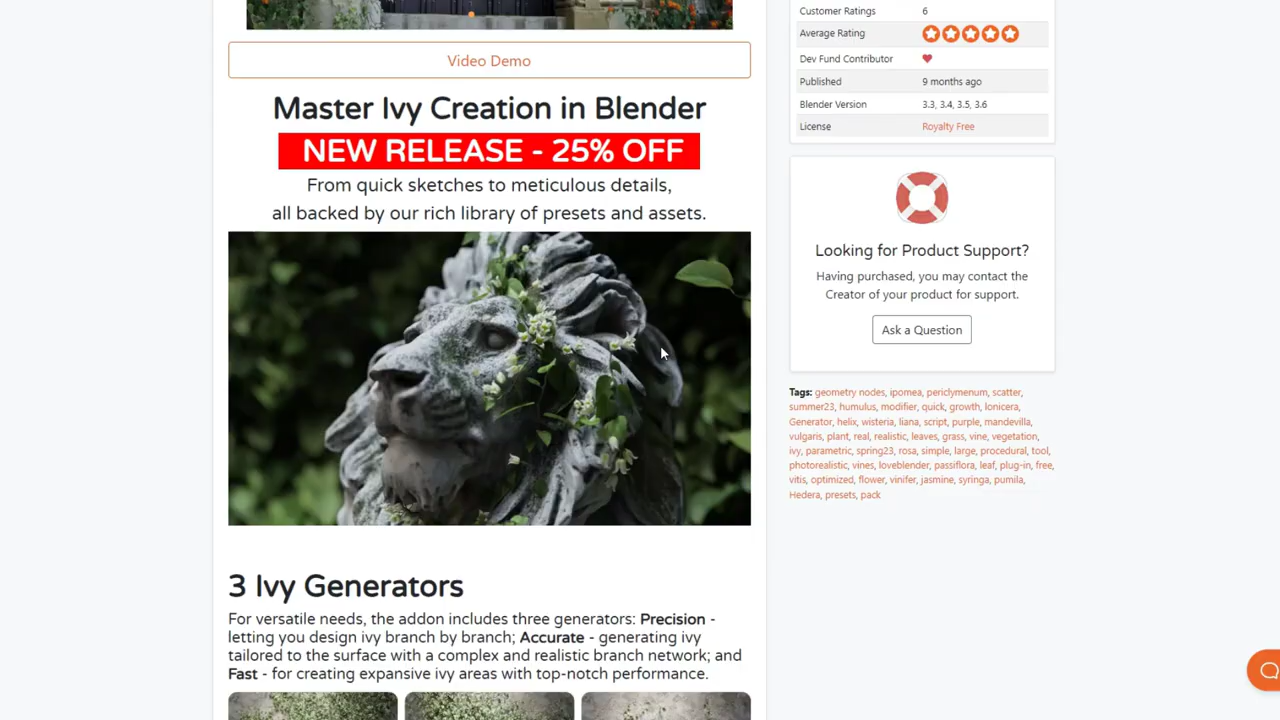 Video Demo
Master Ivy Creation in Blender
NEW RELEASE - 25% OFF
From quick sketches to meticulous details,
all backed by our rich library of presets and assets.
3 Ivy Generators
For versatile needs, the addon includes three generators: Precision -
letting you design ivy branch by branch; Accurate - generating ivy
tailored to the surface with a complex and realistic branch network; and
Fast - for creating expansive ivy areas with top-notch performance.
Customer Ratings 6
Average Rating
Dev Fund Contributor
Published 9 months ago
Blender Version 3.3, 3.4, 3.5, 3.6
License Royalty Free
Looking for Product Support?
Having purchased, you may contact the
Creator of your product for support.
Ask a Question
Tags: geometry nodes, ipomea, periclymenum, scatter,
summer23, humulus, modifier, quick, growth, lonicera,
Generator, helix, wisteria, liana, script, purple, mandevilla,
vulgaris, plant, real, realistic, leaves, grass, vine, vegetation,
ivy, parametric, spring23, rosa, simple, large, procedural, tool,
photorealistic, vines, loveblender, passiflora, leaf, plug-in, free,
vitis, optimized, flower, vinifer, jasmine, syringa, pumila,
Hedera, presets, pack